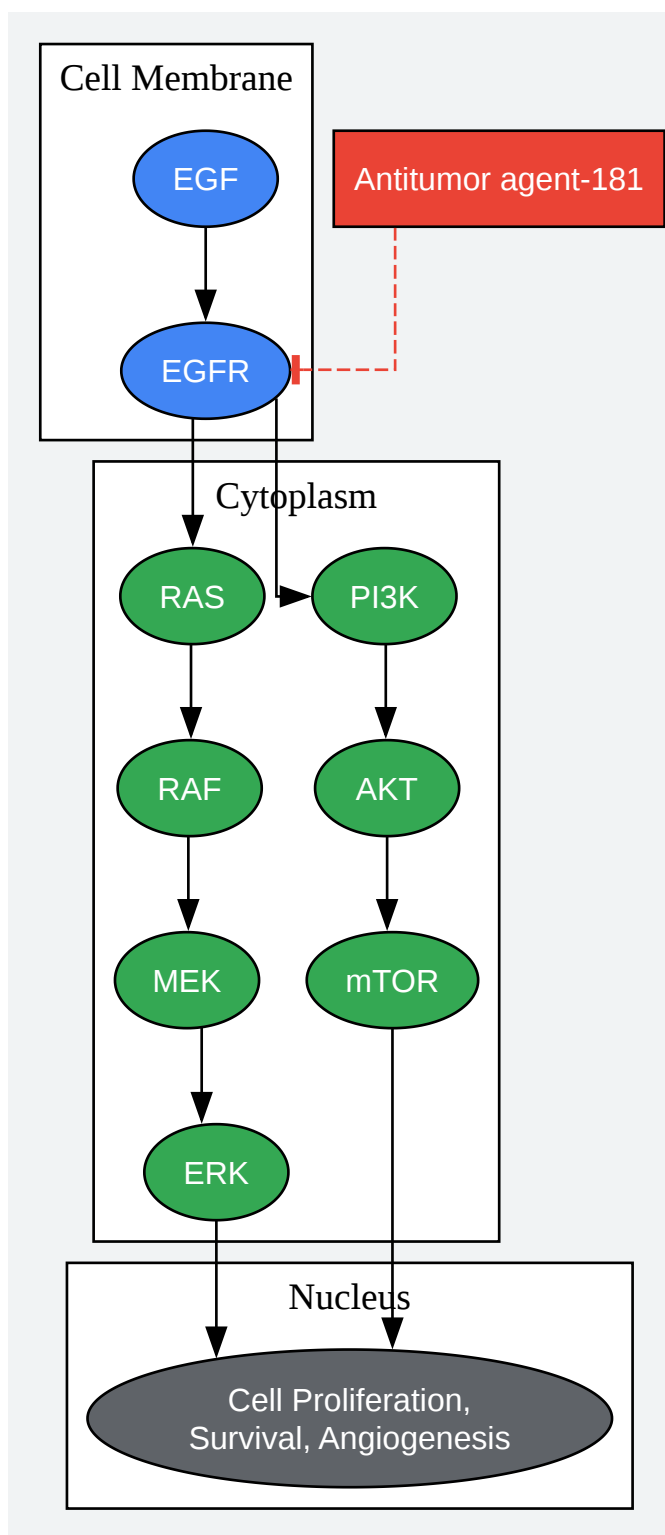 Cell Membrane
EGF
Antitumor agent-181
EGFR
Cytoplasm
RAS
PI3K
RAF
AKT
MEK
mTOR
ERK
Nucleus
Cell Proliferation,
Survival, Angiogenesis